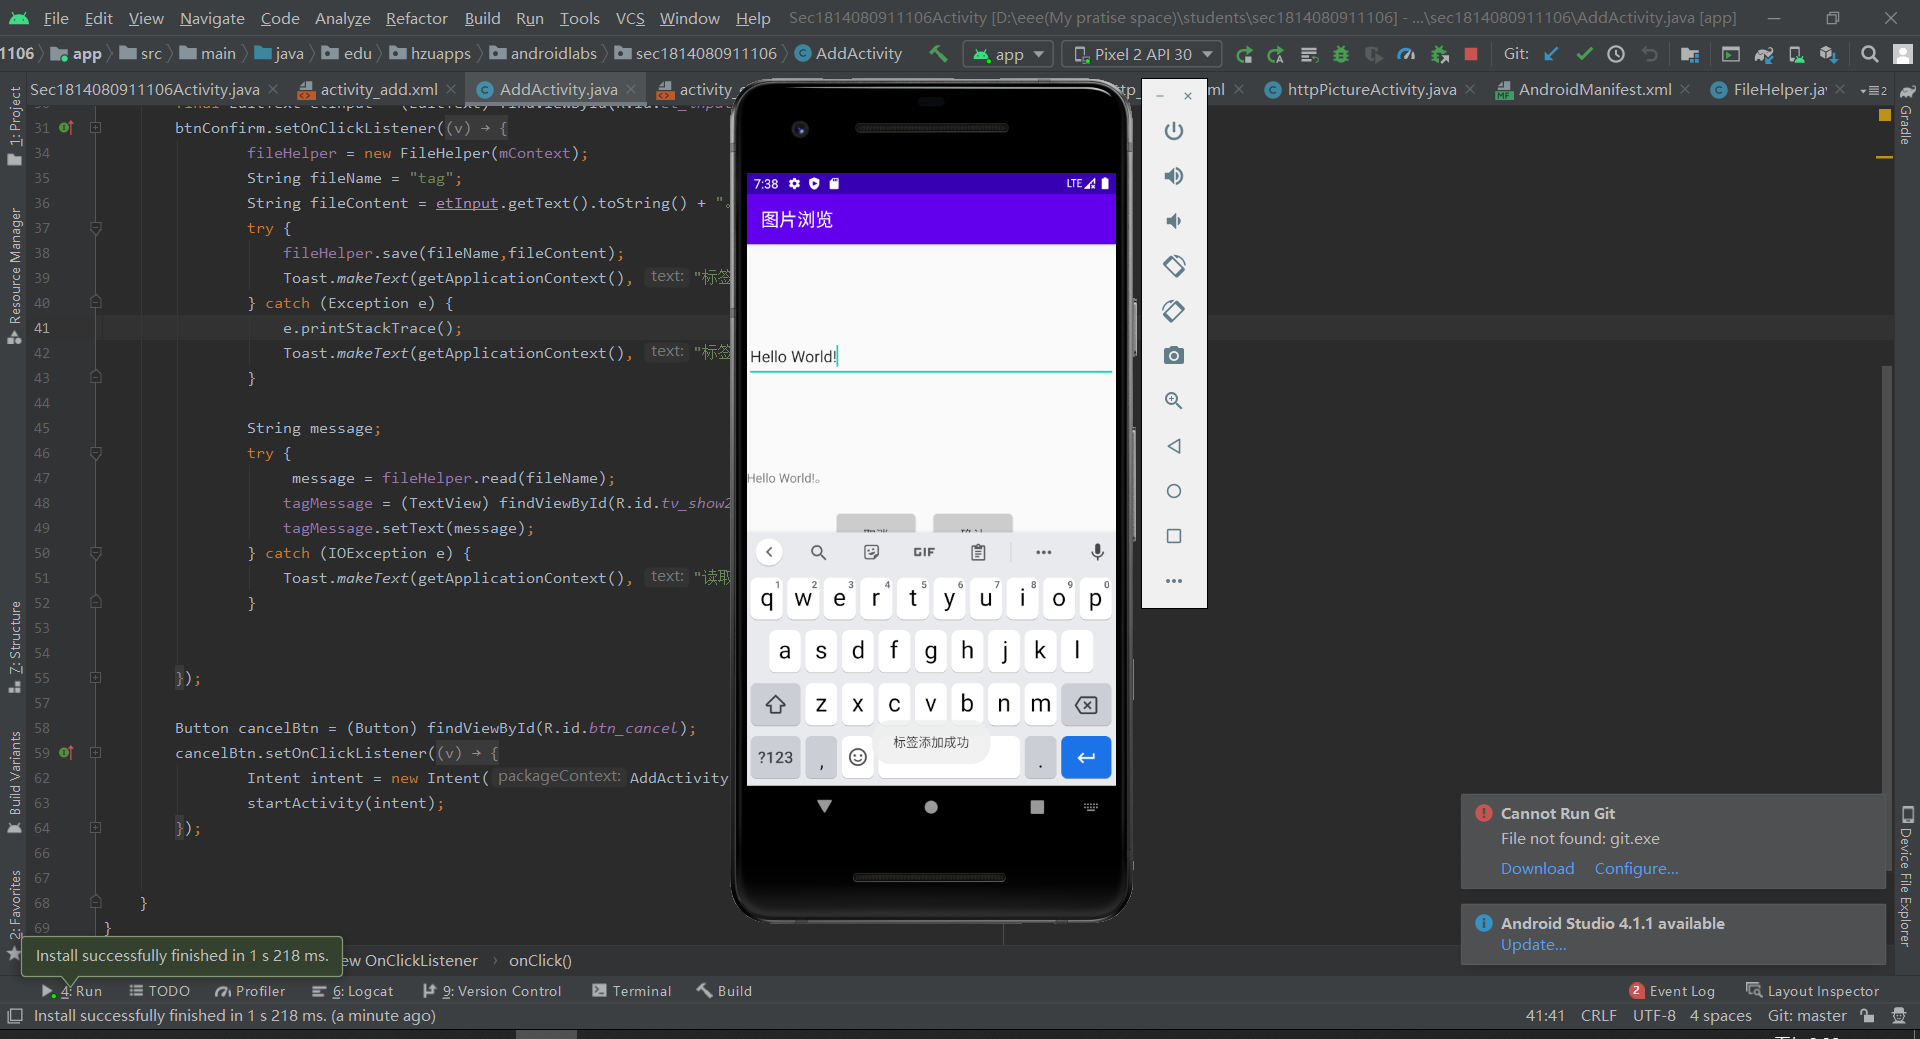 File Edit View Navigate Code Analyze Refactor Build Run Tools VCS Window Help Sec1814080911106Activity [D:\eee(My pratise space)\students\sec1814080911106] - ...\sec1814080911106\AddActivity.java [app]
1106 app src main java edu hzuapps androidlabs sec1814080911106 AddActivity app Pixel 2 API 30 Git:
Sec1814080911106Activity.java activity_add.xml AddActivity.java activity_ ml httpPictureActivity.java AndroidManifest.xml FileHelper.ja 2
31 btnConfirm.setOnClickListener((v) → {
34 fileHelper = new FileHelper(mContext);
35 String fileName = "tag";
36 String fileContent = etInput.getText().toString() + "。
37 try {
38 fileHelper.save(fileName,fileContent);
39 Toast.makeText(getApplicationContext(), text: "标签
40 } catch (Exception e) {
41 e.printStackTrace();
42 Toast.makeText(getApplicationContext(), text: "标签
43 }
44
45 String message;
46 try {
47 message = fileHelper.read(fileName);
48 tagMessage = (TextView) findViewById(R.id.tv_show2
49 tagMessage.setText(message);
50 } catch (IOException e) {
51 Toast.makeText(getApplicationContext(), text: "读取
52 }
53
54
55 });
57
58 Button cancelBtn = (Button) findViewById(R.id.btn_cancel);
59 cancelBtn.setOnClickListener((v) → {
62 Intent intent = new Intent( packageContext: AddActivity
63 startActivity(intent);
64 });
66
67
68 }
69 }
1: Project
Resource Manager
Z: Structure
Build Variants
2: Favorites
Gradle
Device File Explorer
7:38 LTE
图片浏览
Hello World!
Hello World!。
GIF
q1 w2 e3 r4 t5 y6 u7 i8 o9 p0
a s d f g h j k l
z x c v b n m
?123 , .
标签添加成功
Cannot Run Git
File not found: git.exe
Download Configure...
Android Studio 4.1.1 available
Update...
Install successfully finished in 1 s 218 ms.
ew OnClickListener › onClick()
4: Run TODO Profiler 6: Logcat 9: Version Control Terminal Build 2 Event Log Layout Inspector
Install successfully finished in 1 s 218 ms. (a minute ago) 41:41 CRLF UTF-8 4 spaces Git: master